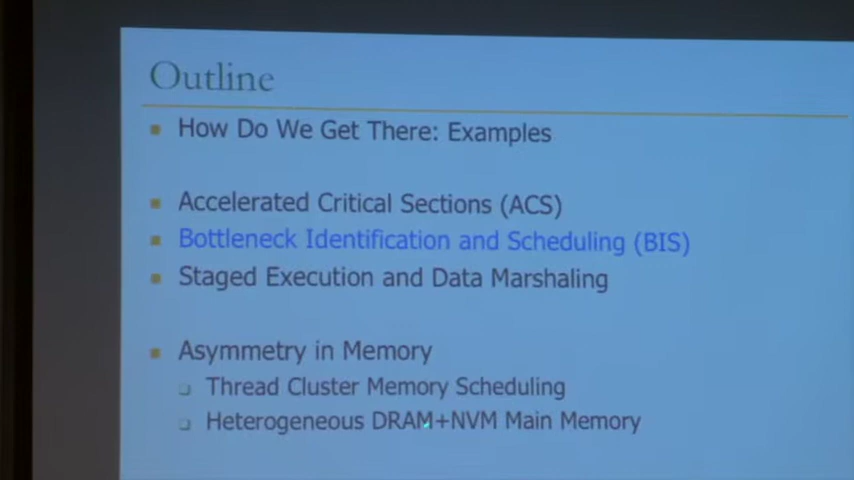 Outline
How Do We Get There: Examples
Accelerated Critical Sections (ACS)
Bottleneck Identification and Scheduling (BIS)
Staged Execution and Data Marshaling
Asymmetry in Memory
Thread Cluster Memory Scheduling
Heterogeneous DRAM+NVM Main Memory